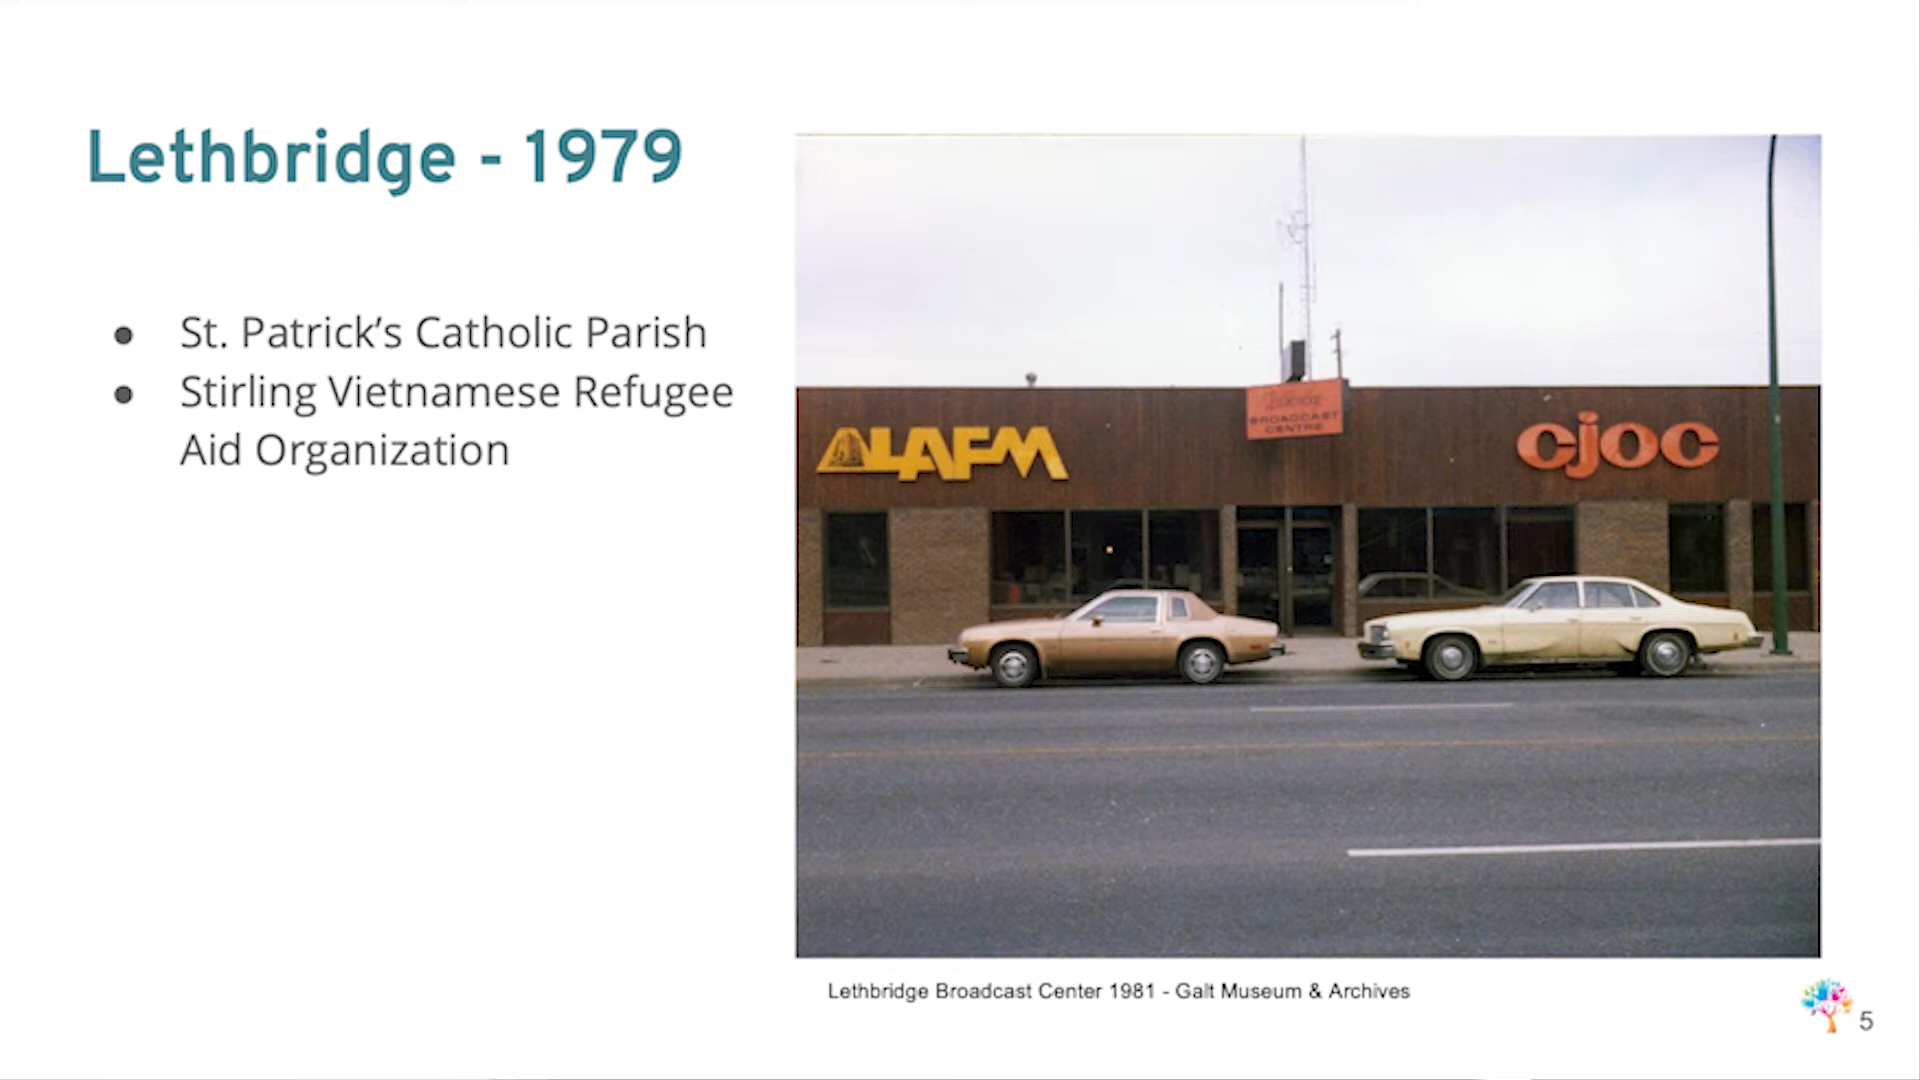 Lethbridge - 1979
● St. Patrick's Catholic Parish
● Stirling Vietnamese Refugee
Aid Organization
ALAFM
BROADCAST
CENTRE
cjoc
Lethbridge Broadcast Center 1981 - Galt Museum & Archives
5